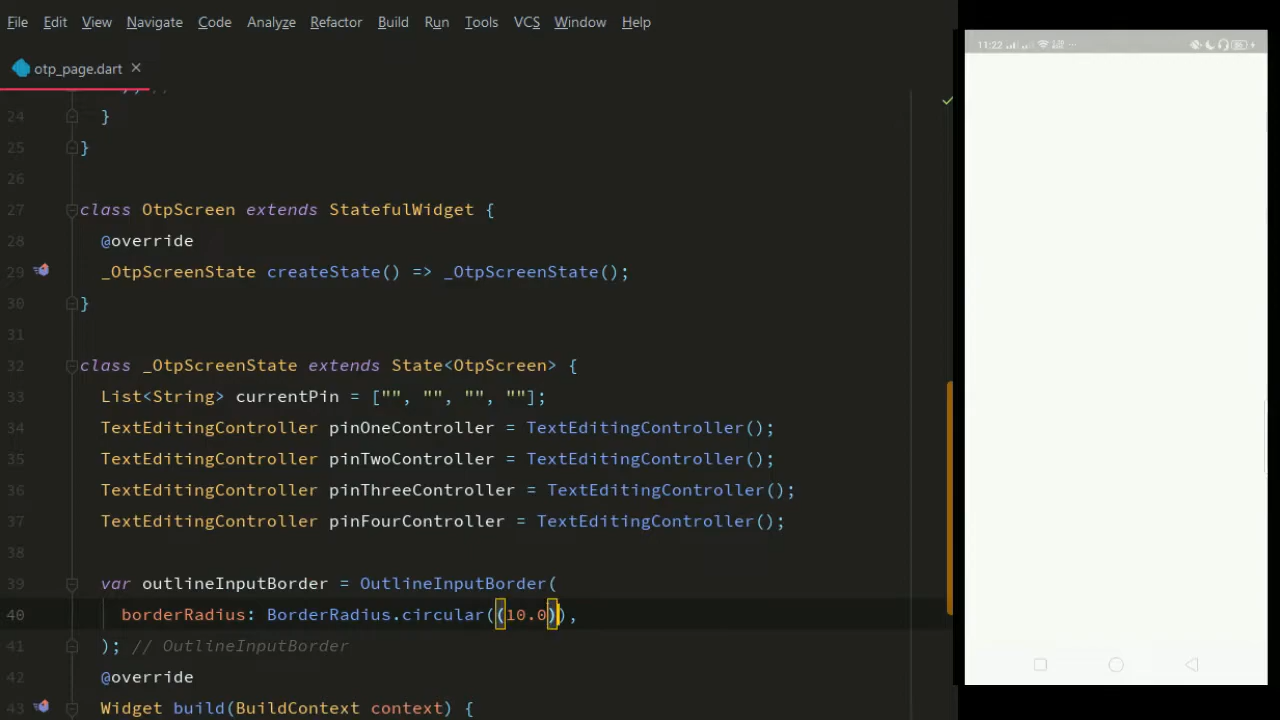 File Edit View Navigate Code Analyze Refactor Build Run Tools VCS Window Help
otp_page.dart
24 }
25 }
26
27 class OtpScreen extends StatefulWidget {
28 @override
29 _OtpScreenState createState() => _OtpScreenState();
30 }
31
32 class _OtpScreenState extends State<OtpScreen> {
33 List<String> currentPin = ["", "", "", ""];
34 TextEditingController pinOneController = TextEditingController();
35 TextEditingController pinTwoController = TextEditingController();
36 TextEditingController pinThreeController = TextEditingController();
37 TextEditingController pinFourController = TextEditingController();
38
39 var outlineInputBorder = OutlineInputBorder(
40 borderRadius: BorderRadius.circular((10.0)),
41 ); // OutlineInputBorder
42 @override
43 Widget build(BuildContext context) {
11:22